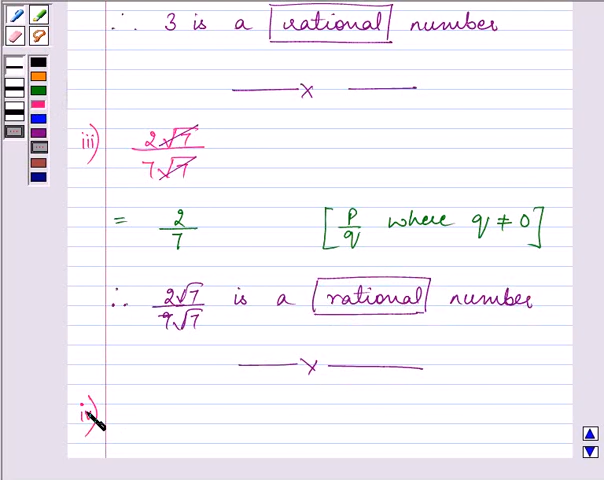 ∴ 3 is a rational number
x
iii) 2√7 / 7√7
= 2/7 [p/q where q ≠ 0]
∴ 2√7 / 9√7 is a rational number
x
iv)